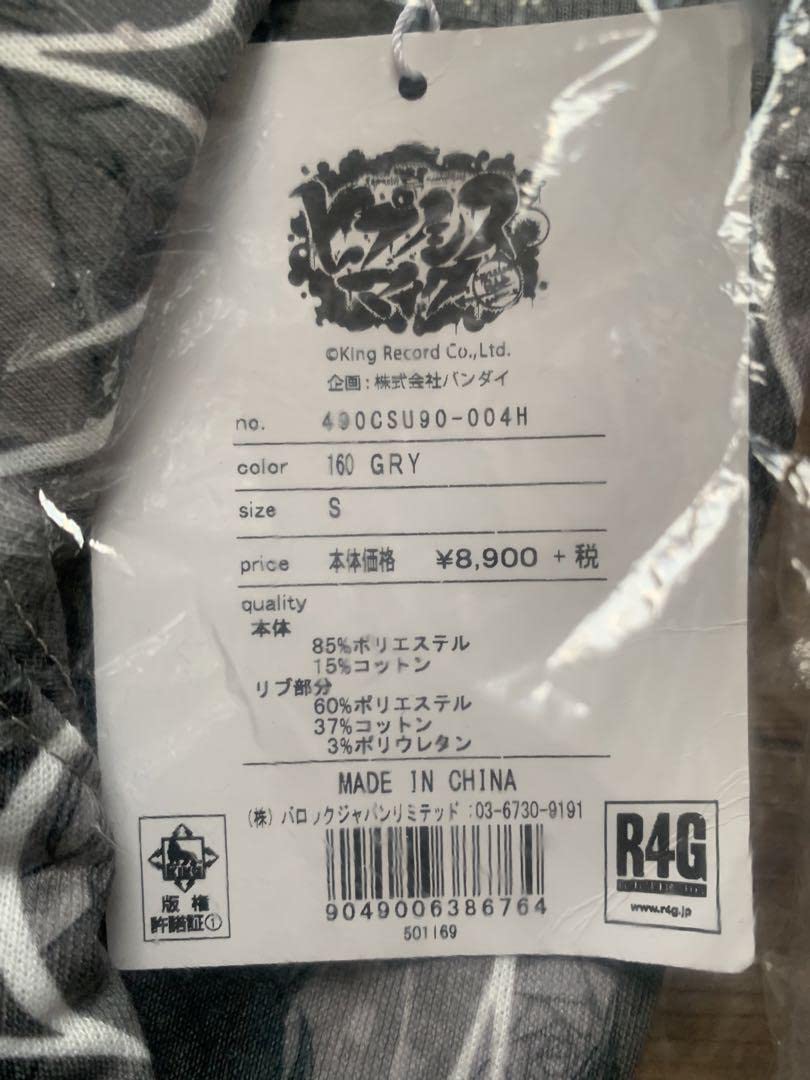 ヒプノシス
マイク
©King Record Co.,Ltd.
企画:株式会社バンダイ
no. 490CSU90-004H
color 160 GRY
size S
price 本体価格 ¥8,900 +税
quality
本体
85%ポリエステル
15%コットン
リブ部分
60%ポリエステル
37%コットン
3%ポリウレタン
MADE IN CHINA
(株)バロックジャパンリミテッド:03-6730-9191
9049006386764
501169
KING
版権
許諾証①
R4G
www.r4g.jp